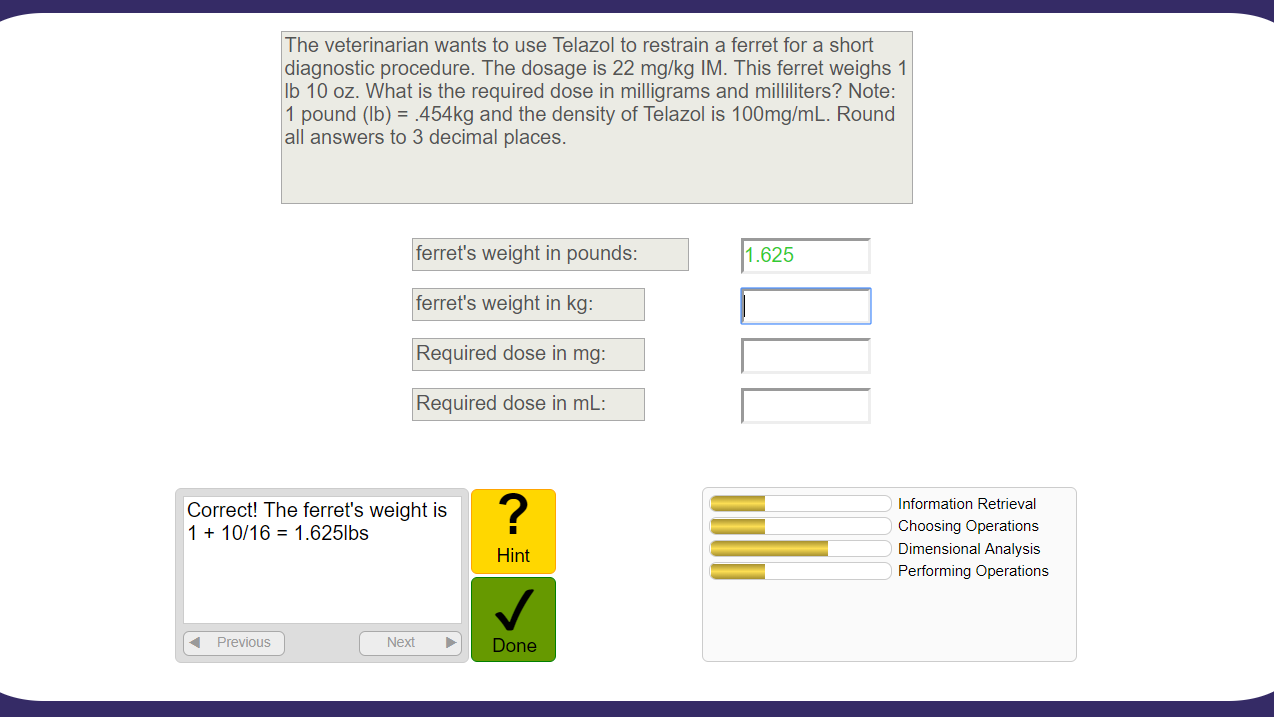 The veterinarian wants to use Telazol to restrain a ferret for a short
diagnostic procedure. The dosage is 22 mg/kg IM. This ferret weighs 1
lb 10 oz. What is the required dose in milligrams and milliliters? Note:
1 pound (lb) = .454kg and the density of Telazol is 100mg/mL. Round
all answers to 3 decimal places.
ferret's weight in pounds:
1.625
ferret's weight in kg:
Required dose in mg:
Required dose in mL:
Correct! The ferret's weight is
1 + 10/16 = 1.625lbs
Previous
Next
?
Hint
Done
Information Retrieval
Choosing Operations
Dimensional Analysis
Performing Operations